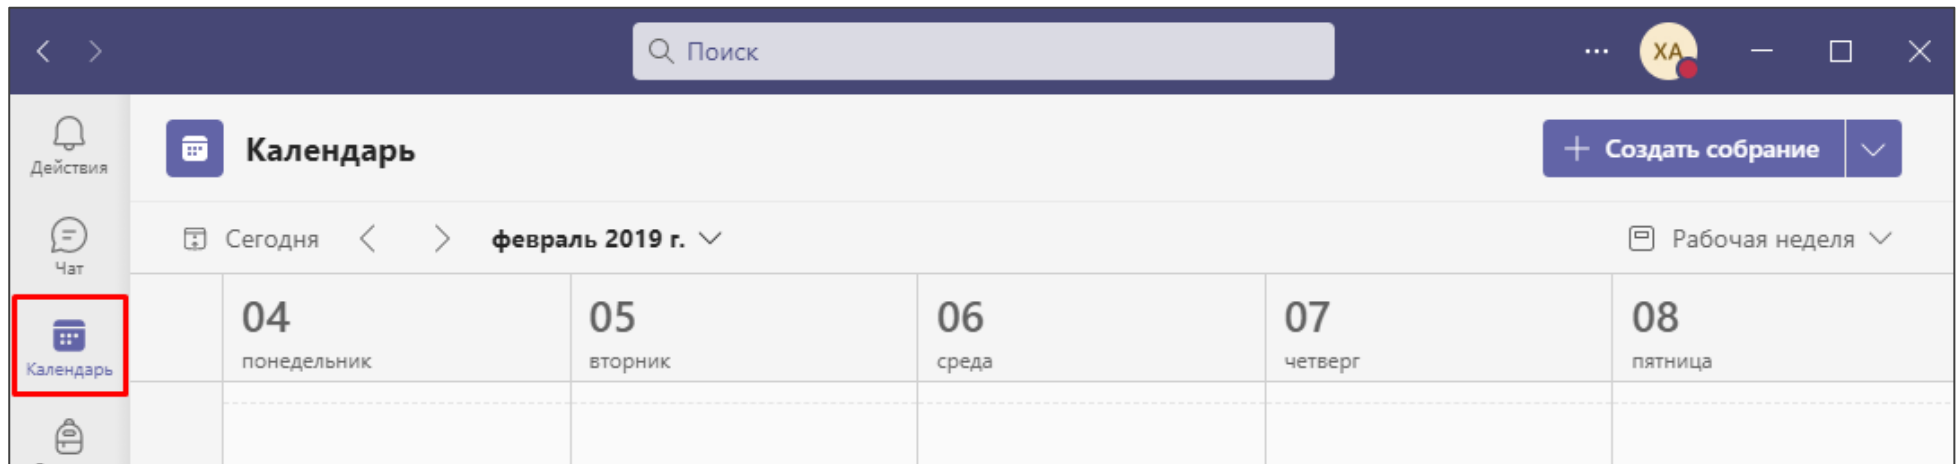 Поиск
ХА
Действия
Календарь
Создать собрание
Чат
Сегодня
февраль 2019 г.
Рабочая неделя
Календарь
04
05
06
07
08
понедельник
вторник
среда
четверг
пятница